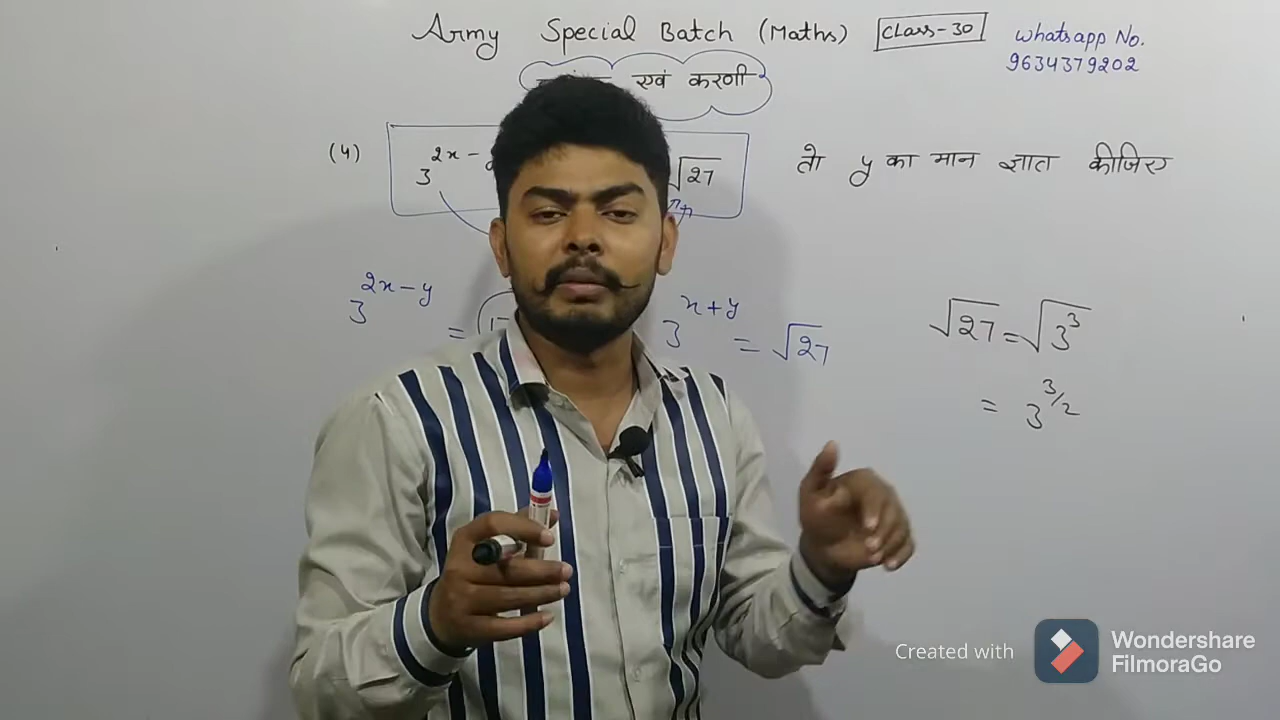 Army Special Batch (Maths) Class-30 Whatsapp No.
9634379202
एवं करणी
(4) 3^{2x - √27 तो y का मान ज्ञात कीजिए
3^{2x-y} = 3^{x+y} = √27 √27 = √3^3
= 3^{3/2}
Created with Wondershare FilmoraGo